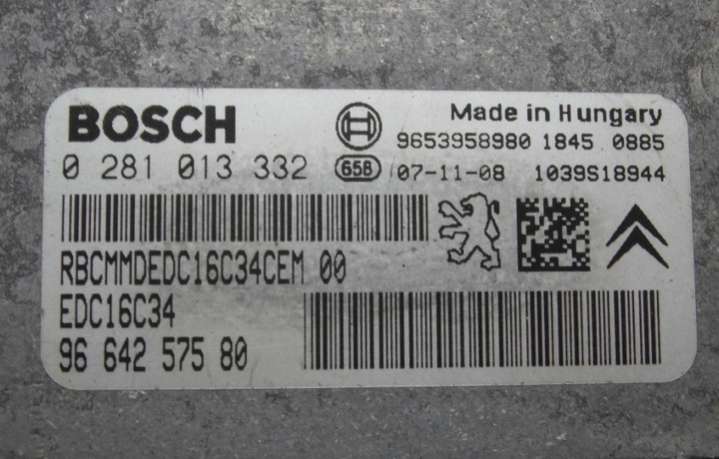 BOSCH
Made in Hungary
9653958980 1845 0885
0 281 013 332 658 07-11-08 1039S18944
RBCMMDEDC16C34CEM 00
EDC16C34
96 642 575 80